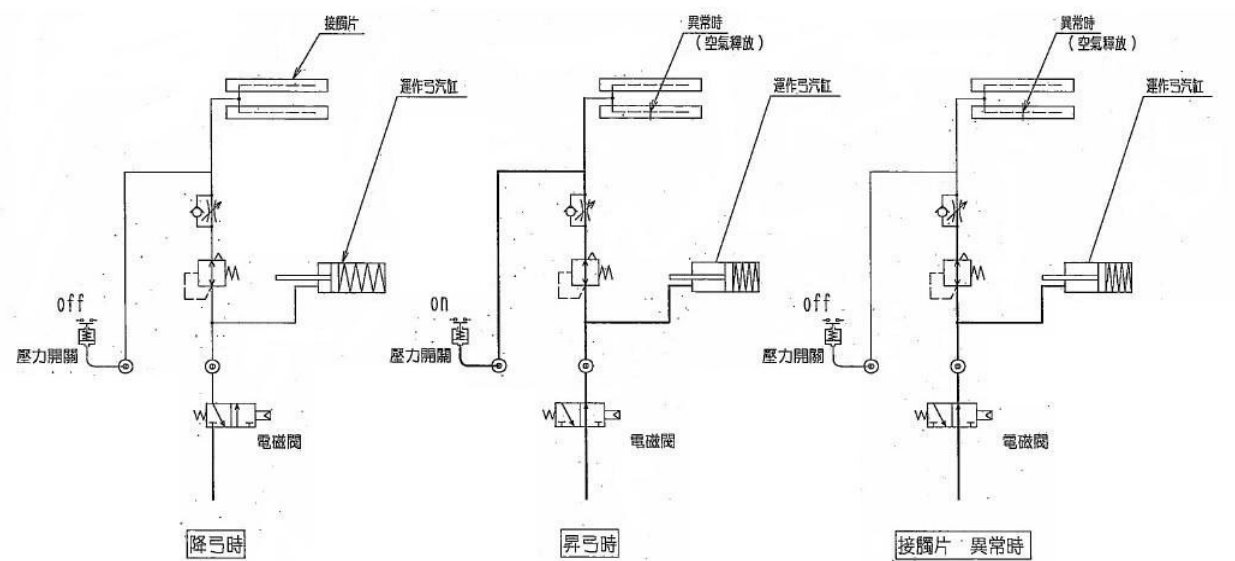 接觸片
運作弓汽缸
off
壓力開關
電磁閥
降弓時
異常時
(空氣釋放)
運作弓汽缸
on
壓力開關
電磁閥
昇弓時
異常時
(空氣釋放)
運作弓汽缸
off
壓力開關
電磁閥
接觸片 異常時